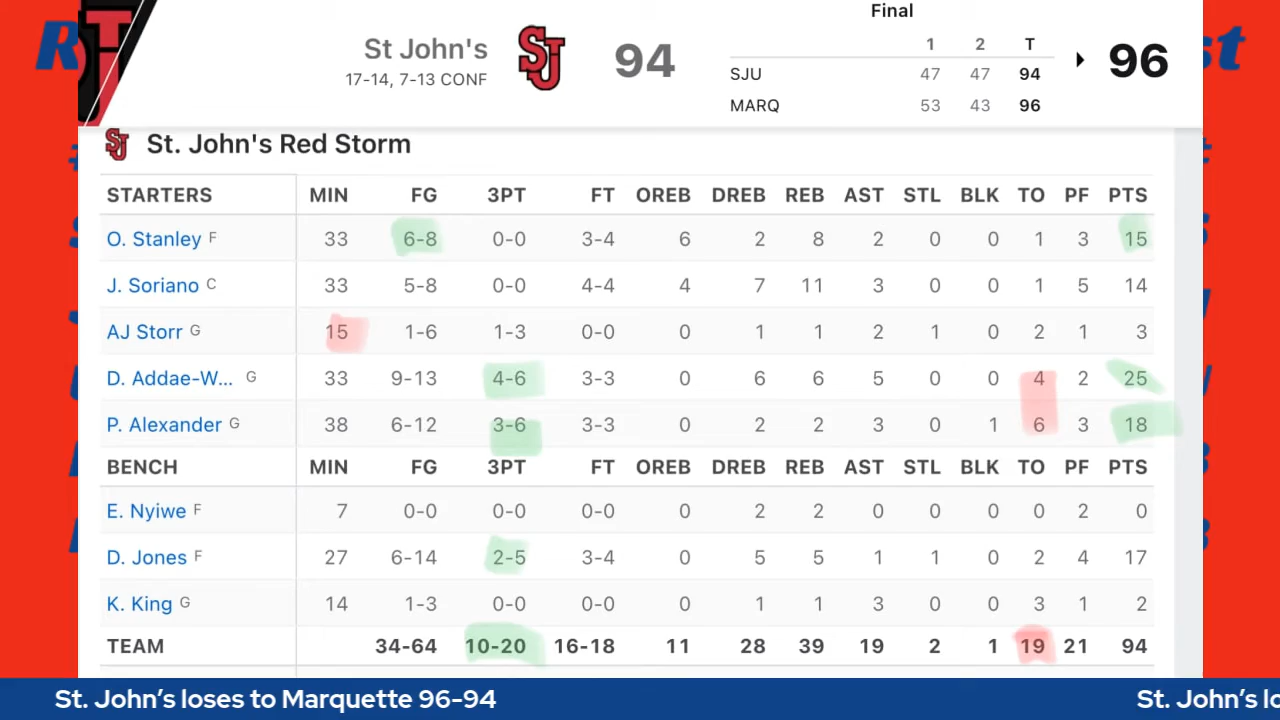 Final
St John's
17-14, 7-13 CONF
94
1 2 T
SJU 47 47 94
MARQ 53 43 96
96
St. John's Red Storm
STARTERS MIN FG 3PT FT OREB DREB REB AST STL BLK TO PF PTS
O. Stanley F 33 6-8 0-0 3-4 6 2 8 2 0 0 1 3 15
J. Soriano C 33 5-8 0-0 4-4 4 7 11 3 0 0 1 5 14
AJ Storr G 15 1-6 1-3 0-0 0 1 1 2 1 0 2 1 3
D. Addae-W... G 33 9-13 4-6 3-3 0 6 6 5 0 0 4 2 25
P. Alexander G 38 6-12 3-6 3-3 0 2 2 3 0 1 6 3 18
BENCH MIN FG 3PT FT OREB DREB REB AST STL BLK TO PF PTS
E. Nyiwe F 7 0-0 0-0 0-0 0 2 2 0 0 0 0 2 0
D. Jones F 27 6-14 2-5 3-4 0 5 5 1 1 0 2 4 17
K. King G 14 1-3 0-0 0-0 0 1 1 3 0 0 3 1 2
TEAM 34-64 10-20 16-18 11 28 39 19 2 1 19 21 94
St. John's loses to Marquette 96-94 St. John's lo